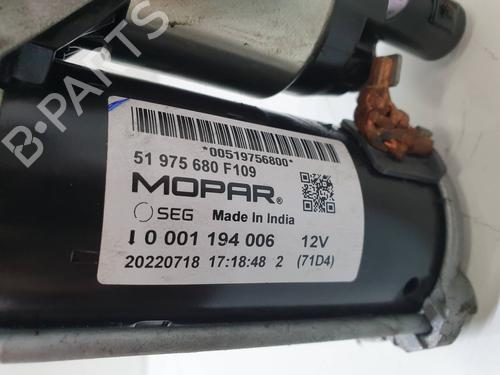 B-PARTS
*00519756800*
51 975 680 F109
MOPAR®
SEG Made in India
0 001 194 006 12V
20220718 17:18:48 2 (71D4)